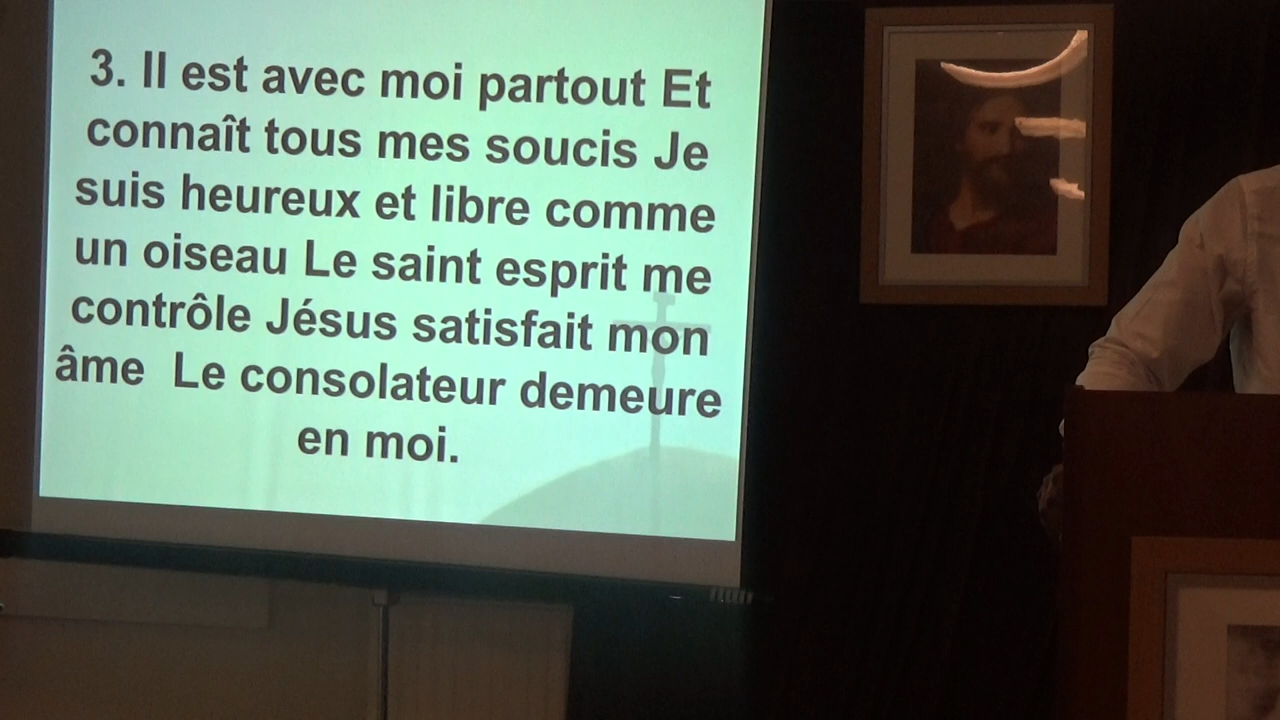 3. Il est avec moi partout Et
connaît tous mes soucis Je
suis heureux et libre comme
un oiseau Le saint esprit me
contrôle Jésus satisfait mon
âme Le consolateur demeure
en moi.